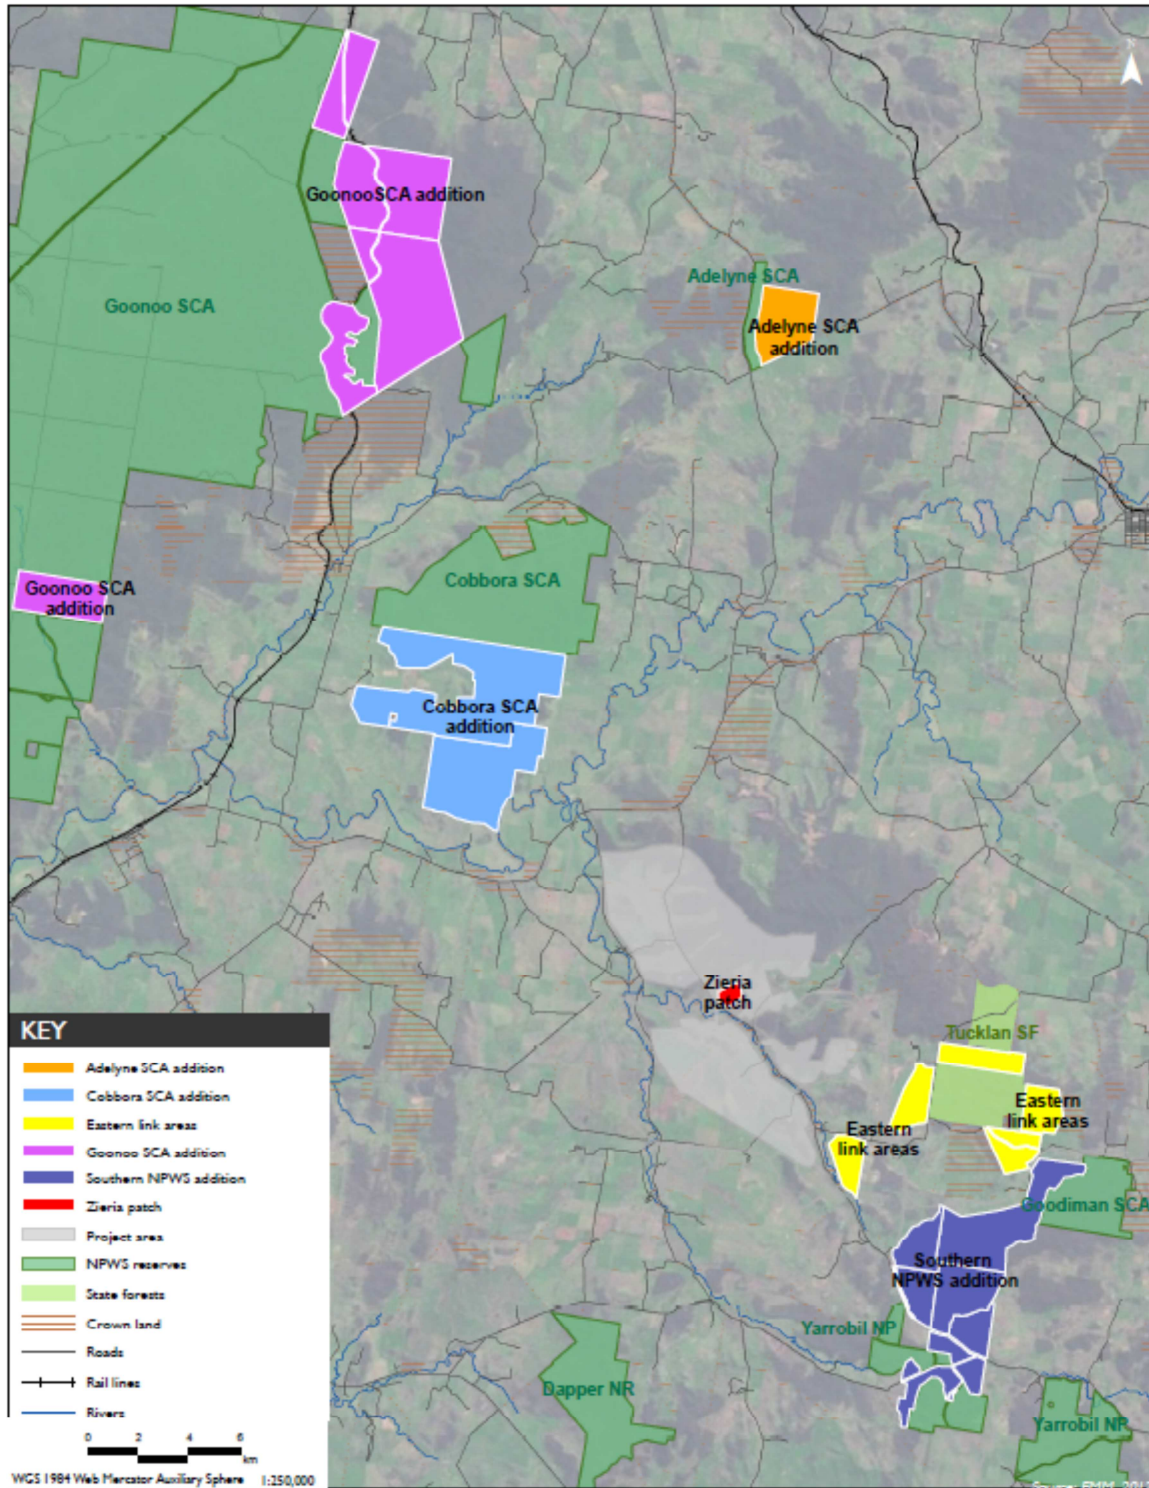 GoonooSCA addition
Goonoo SCA
Adelyne SCA
Adelyne SCA
addition
Cobbora SCA
Goonoo SCA
addition
Cobbora SCA
addition
Zieria
patch
Tucklan SF
Eastern
link areas
Eastern
link areas
Goodiman SCA
Southern
NPWS addition
Yarrobil NP
Dapper NR
Yarrobil NP
KEY
Adelyne SCA addition
Cobbora SCA addition
Eastern link areas
Goonoo SCA addition
Southern NPWS addition
Zieria patch
Project area
NPWS reserves
State forests
Crown land
Roads
Rail lines
Rivers
0 2 4 6
km
WGS 1984 Web Mercator Auxiliary Sphere 1:250,000
Source: EMM,